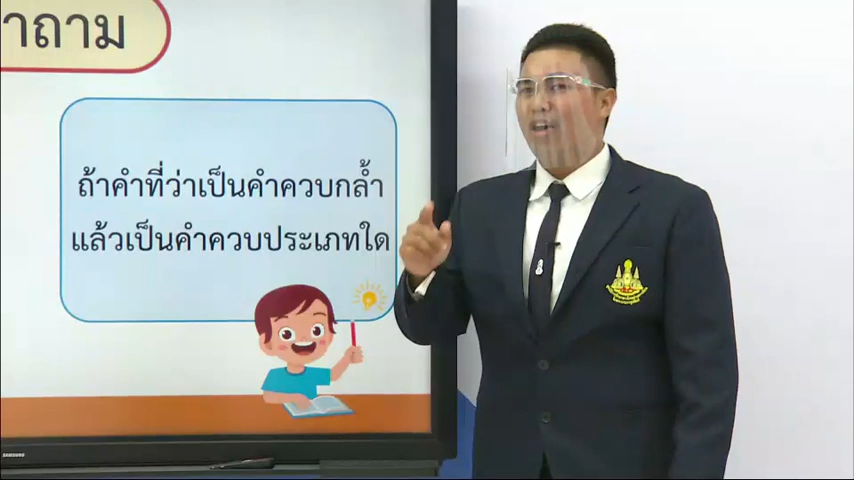 าถาม
ถ้าคำที่ว่าเป็นคำควบกล้ำ
แล้วเป็นคำควบประเภทใด
SAMSUNG